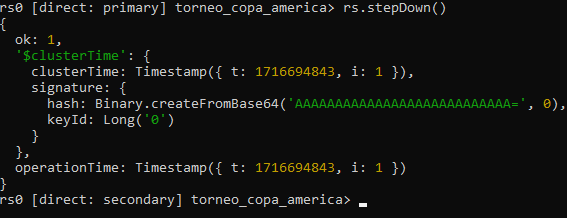 rs0 [direct: primary] torneo_copa_america> rs.stepDown()
{
  ok: 1,
  '$clusterTime': {
    clusterTime: Timestamp({ t: 1716694843, i: 1 }),
    signature: {
      hash: Binary.createFromBase64('AAAAAAAAAAAAAAAAAAAAAAAAAAA=', 0),
      keyId: Long('0')
    }
  },
  operationTime: Timestamp({ t: 1716694843, i: 1 })
}
rs0 [direct: secondary] torneo_copa_america>